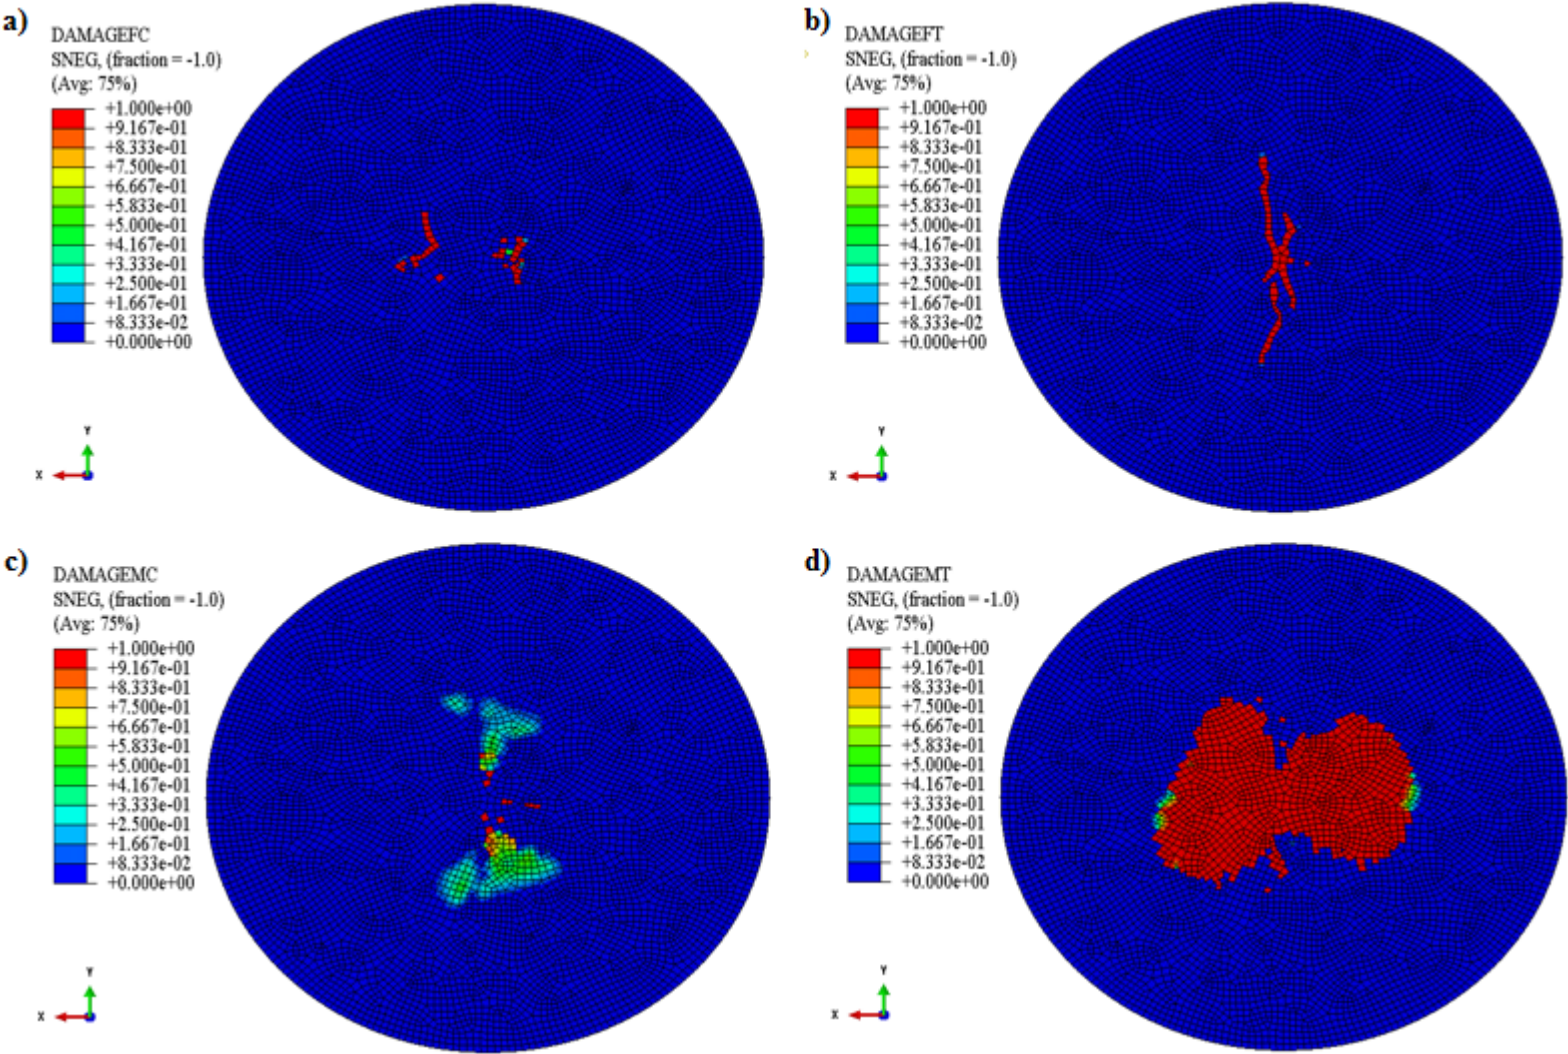 a)
DAMAGEFC
SNEG, (fraction = -1.0)
(Avg: 75%)
+1.000e+00
+9.167e-01
+8.333e-01
+7.500e-01
+6.667e-01
+5.833e-01
+5.000e-01
+4.167e-01
+3.333e-01
+2.500e-01
+1.667e-01
+8.333e-02
+0.000e+00
Y
X
b)
DAMAGEFT
SNEG, (fraction = -1.0)
(Avg: 75%)
+1.000e+00
+9.167e-01
+8.333e-01
+7.500e-01
+6.667e-01
+5.833e-01
+5.000e-01
+4.167e-01
+3.333e-01
+2.500e-01
+1.667e-01
+8.333e-02
+0.000e+00
Y
X
c)
DAMAGEMC
SNEG, (fraction = -1.0)
(Avg: 75%)
+1.000e+00
+9.167e-01
+8.333e-01
+7.500e-01
+6.667e-01
+5.833e-01
+5.000e-01
+4.167e-01
+3.333e-01
+2.500e-01
+1.667e-01
+8.333e-02
+0.000e+00
Y
X
d)
DAMAGEMT
SNEG, (fraction = -1.0)
(Avg: 75%)
+1.000e+00
+9.167e-01
+8.333e-01
+7.500e-01
+6.667e-01
+5.833e-01
+5.000e-01
+4.167e-01
+3.333e-01
+2.500e-01
+1.667e-01
+8.333e-02
+0.000e+00
Y
X